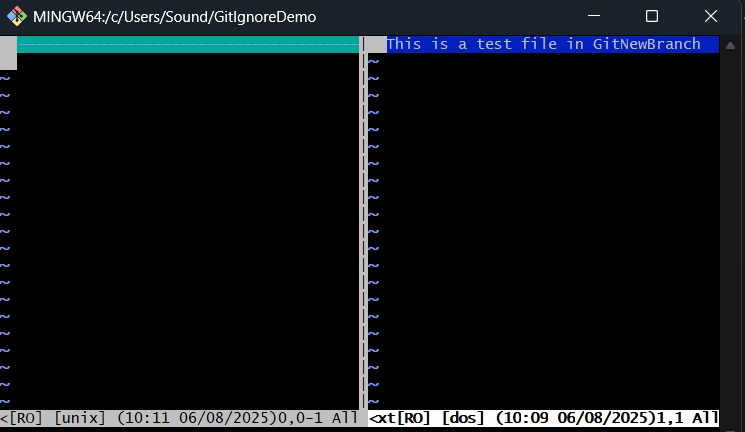 MINGW64:/c/Users/Sound/GitIgnoreDemo
This is a test file in GitNewBranch
<[RO] [unix] (10:11 06/08/2025)0,0-1 All <xt[RO] [dos] (10:09 06/08/2025)1,1 All